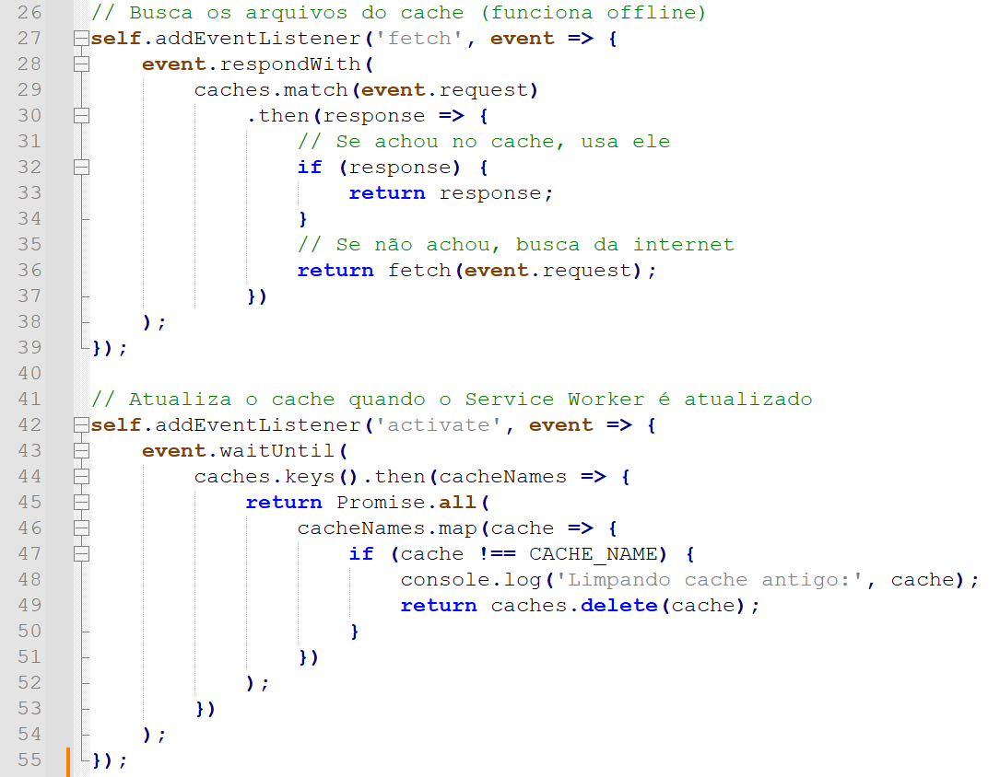 26 // Busca os arquivos do cache (funciona offline)
27 self.addEventListener('fetch', event => {
28     event.respondWith(
29         caches.match(event.request)
30             .then(response => {
31                 // Se achou no cache, usa ele
32                 if (response) {
33                     return response;
34                 }
35                 // Se não achou, busca da internet
36                 return fetch(event.request);
37             })
38     );
39 });
40
41 // Atualiza o cache quando o Service Worker é atualizado
42 self.addEventListener('activate', event => {
43     event.waitUntil(
44         caches.keys().then(cacheNames => {
45             return Promise.all(
46                 cacheNames.map(cache => {
47                     if (cache !== CACHE_NAME) {
48                         console.log('Limpando cache antigo:', cache);
49                         return caches.delete(cache);
50                     }
51                 })
52             );
53         })
54     );
55 });